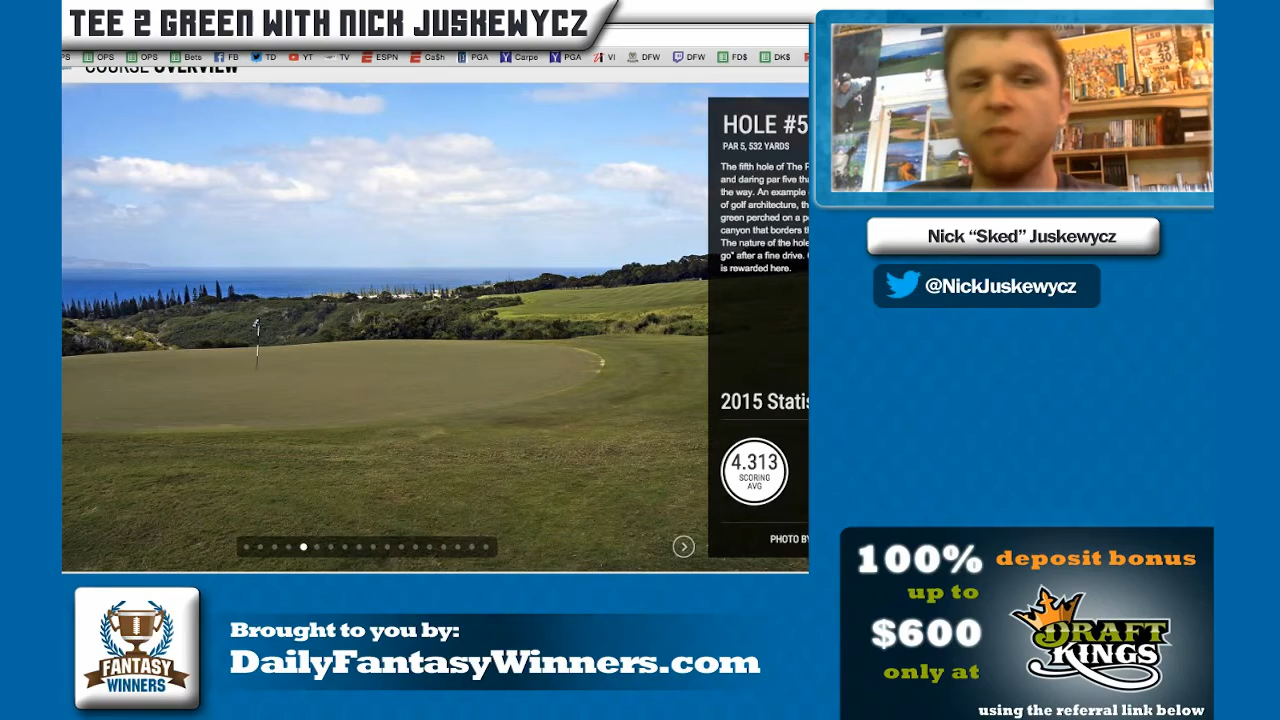 TEE 2 GREEN WITH NICK JUSKEWYCZ
PS OPS OPS Bets FB TD YT TV ESPN Ca$h PGA Carpe PGA VI DFW DFW FD$ DK$
COURSE OVERVIEW
HOLE #5
PAR 5, 532 YARDS
The fifth hole of The
and daring par five
the way. An example
of golf architecture,
green perched on a
canyon that borders
The nature of the hole
go" after a fine drive.
is rewarded here.
2015
4.313
SCORING
AVG
PHOTO BY
Nick “Sked” Juskewycz
@NickJuskewycz
100% deposit bonus
up to
$600
only at
DRAFT
KINGS
using the referral link below
FANTASY
WINNERS
Brought to you by:
DailyFantasyWinners.com